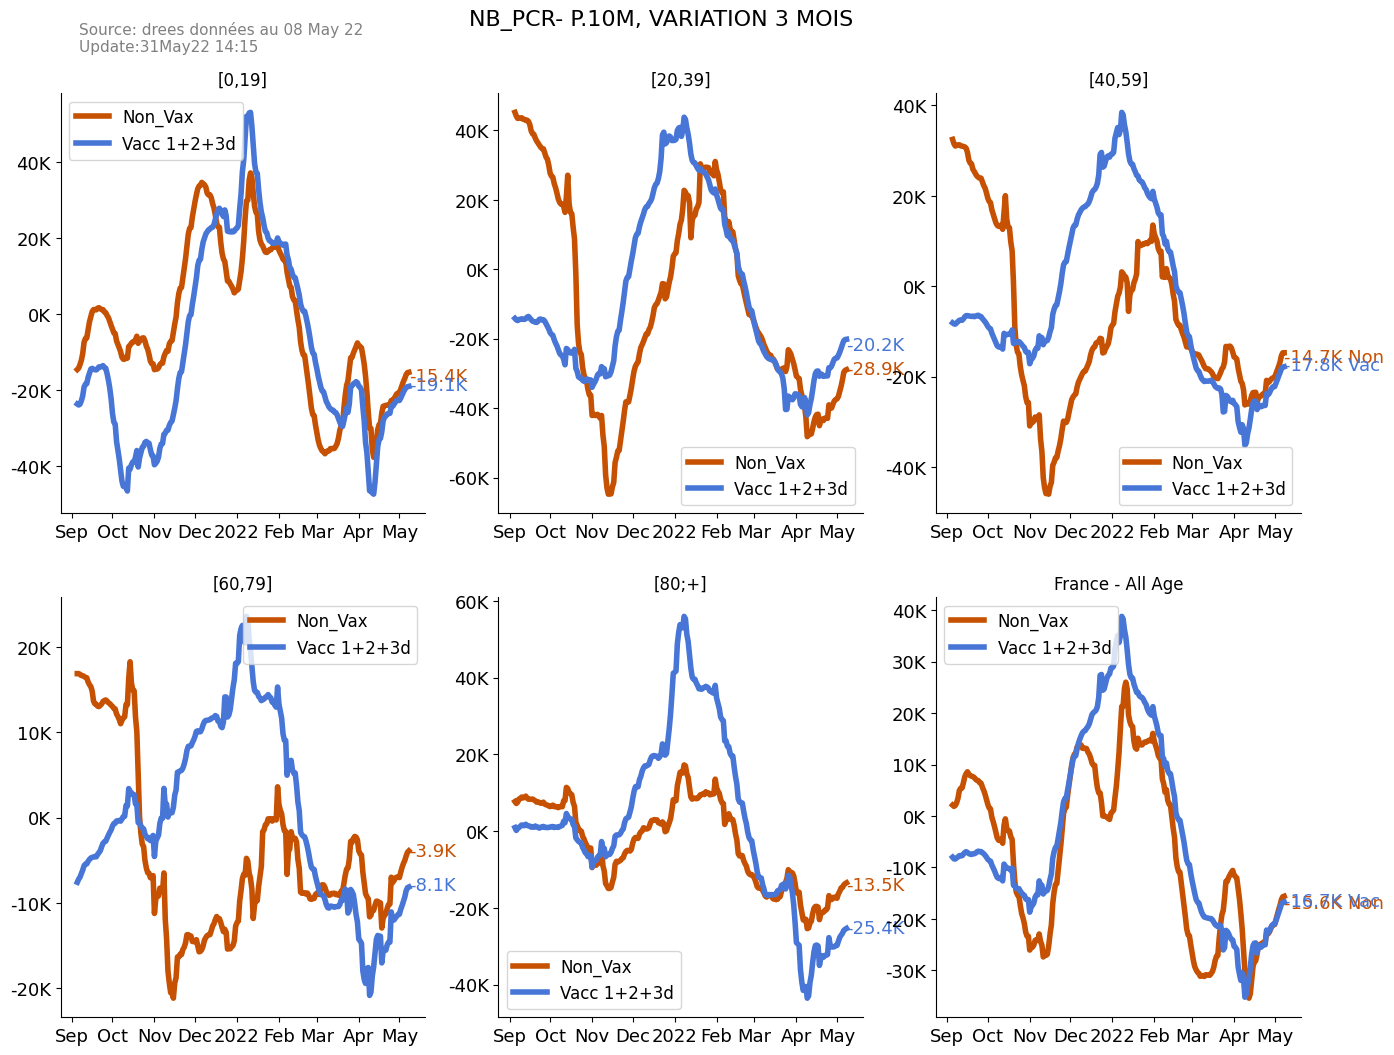 NB_PCR- P.10M, VARIATION 3 MOIS
Source: drees données au 08 May 22
Update:31May22 14:15
[0,19]
Non_Vax
Vacc 1+2+3d
40K
20K
0K
-20K
-40K
-15.4K
-19.1K
Sep Oct Nov Dec 2022 Feb Mar Apr May
[20,39]
40K
20K
0K
-20K
-40K
-60K
-20.2K
-28.9K
Non_Vax
Vacc 1+2+3d
Sep Oct Nov Dec 2022 Feb Mar Apr May
[40,59]
40K
20K
0K
-20K
-40K
-14.7K Non
-17.8K Vac
Non_Vax
Vacc 1+2+3d
Sep Oct Nov Dec 2022 Feb Mar Apr May
[60,79]
Non_Vax
Vacc 1+2+3d
20K
10K
0K
-10K
-20K
-3.9K
-8.1K
Sep Oct Nov Dec 2022 Feb Mar Apr May
[80;+]
60K
40K
20K
0K
-20K
-40K
-13.5K
-25.4K
Non_Vax
Vacc 1+2+3d
Sep Oct Nov Dec 2022 Feb Mar Apr May
France - All Age
Non_Vax
Vacc 1+2+3d
40K
30K
20K
10K
0K
-10K
-20K
-30K
-16.7K Vac
-15.6K Non
Sep Oct Nov Dec 2022 Feb Mar Apr May